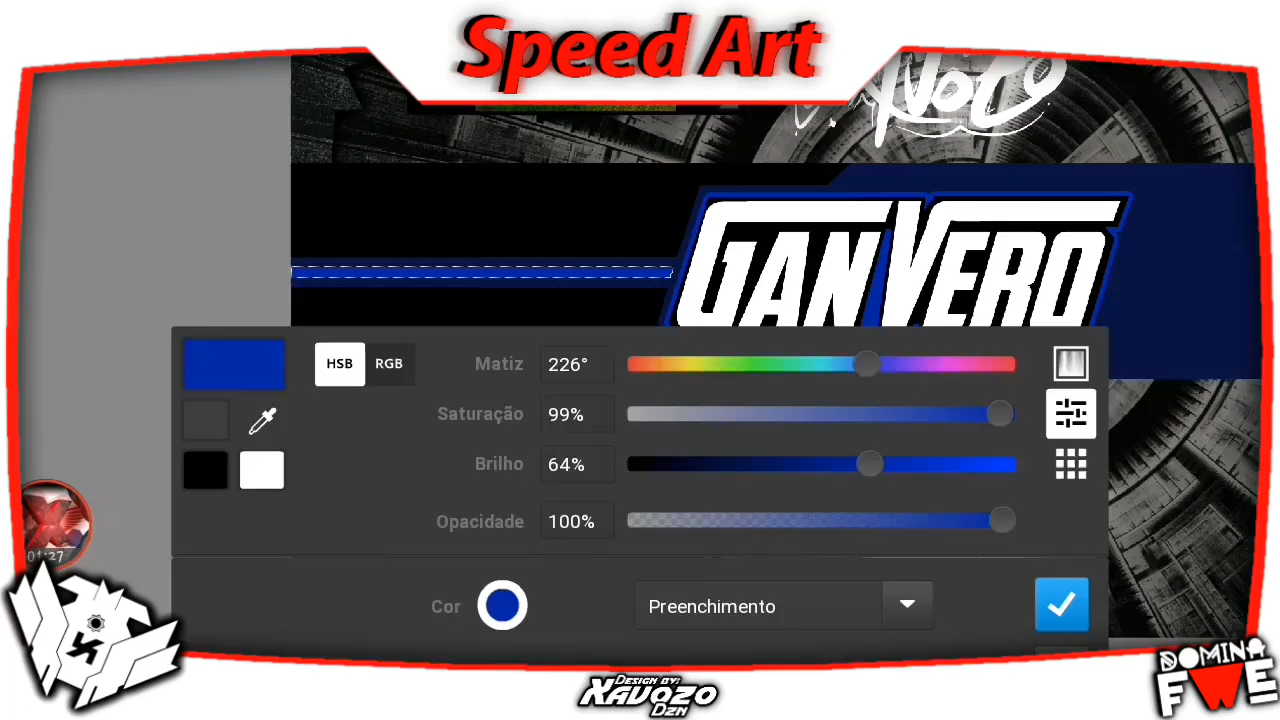 Speed Art
GANVERO
HSB
RGB
Matiz
226°
Saturação
99%
Brilho
64%
Opacidade
100%
01:27
Cor
Preenchimento
DESIGN BY:
XAVOZO
DZN
DOMINA
FWE